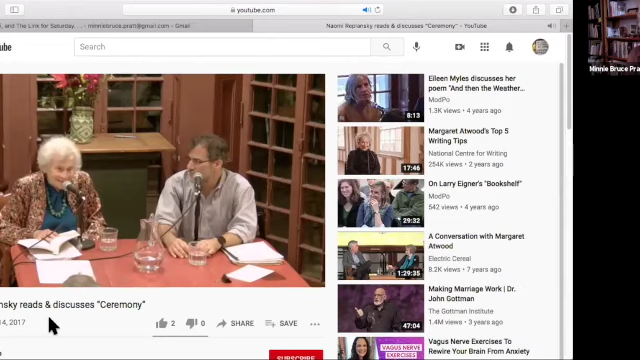 youtube.com
, and The Link for Saturday. ... - minniebruce.pratt@gmail.com - Gmail
Naomi Replansky reads & discusses "Ceremony" - YouTube
ube
Search
nsky reads & discusses "Ceremony"
14, 2017
2
0
SHARE
SAVE
SUBSCRIBE
Eileen Myles discusses her
poem "And then the Weather...
ModPo
1.3K views • 4 years ago
8:13
Margaret Atwood's Top 5
Writing Tips
National Centre for Writing
254K views • 2 years ago
17:46
On Larry Eigner's "Bookshelf"
ModPo
542 views • 4 years ago
29:32
A Conversation with Margaret
Atwood
Electric Cereal
8.2K views • 7 years ago
1:29:35
Making Marriage Work | Dr.
John Gottman
The Gottman Institute
1.4M views • 3 years ago
47:04
Vagus Nerve Exercises To
Rewire Your Brain From Anxiety
VAGUS NERVE
EXERCISES
Minnie Bruce Pra